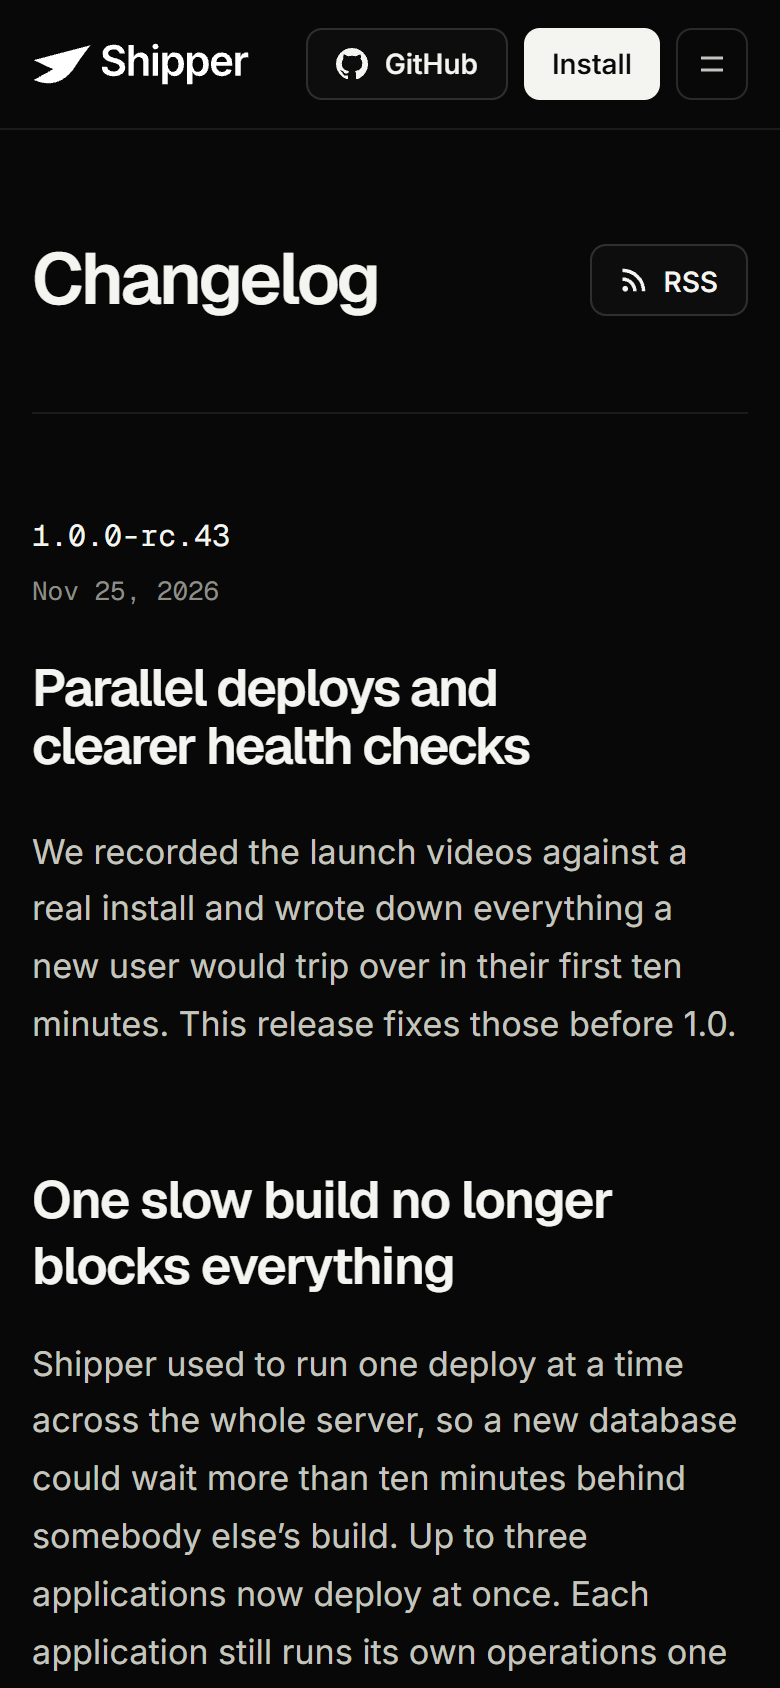 Shipper
GitHub
Install
Changelog
RSS
1.0.0-rc.43
Nov 25, 2026
Parallel deploys and
clearer health checks
We recorded the launch videos against a
real install and wrote down everything a
new user would trip over in their first ten
minutes. This release fixes those before 1.0.
One slow build no longer
blocks everything
Shipper used to run one deploy at a time
across the whole server, so a new database
could wait more than ten minutes behind
somebody else’s build. Up to three
applications now deploy at once. Each
application still runs its own operations one